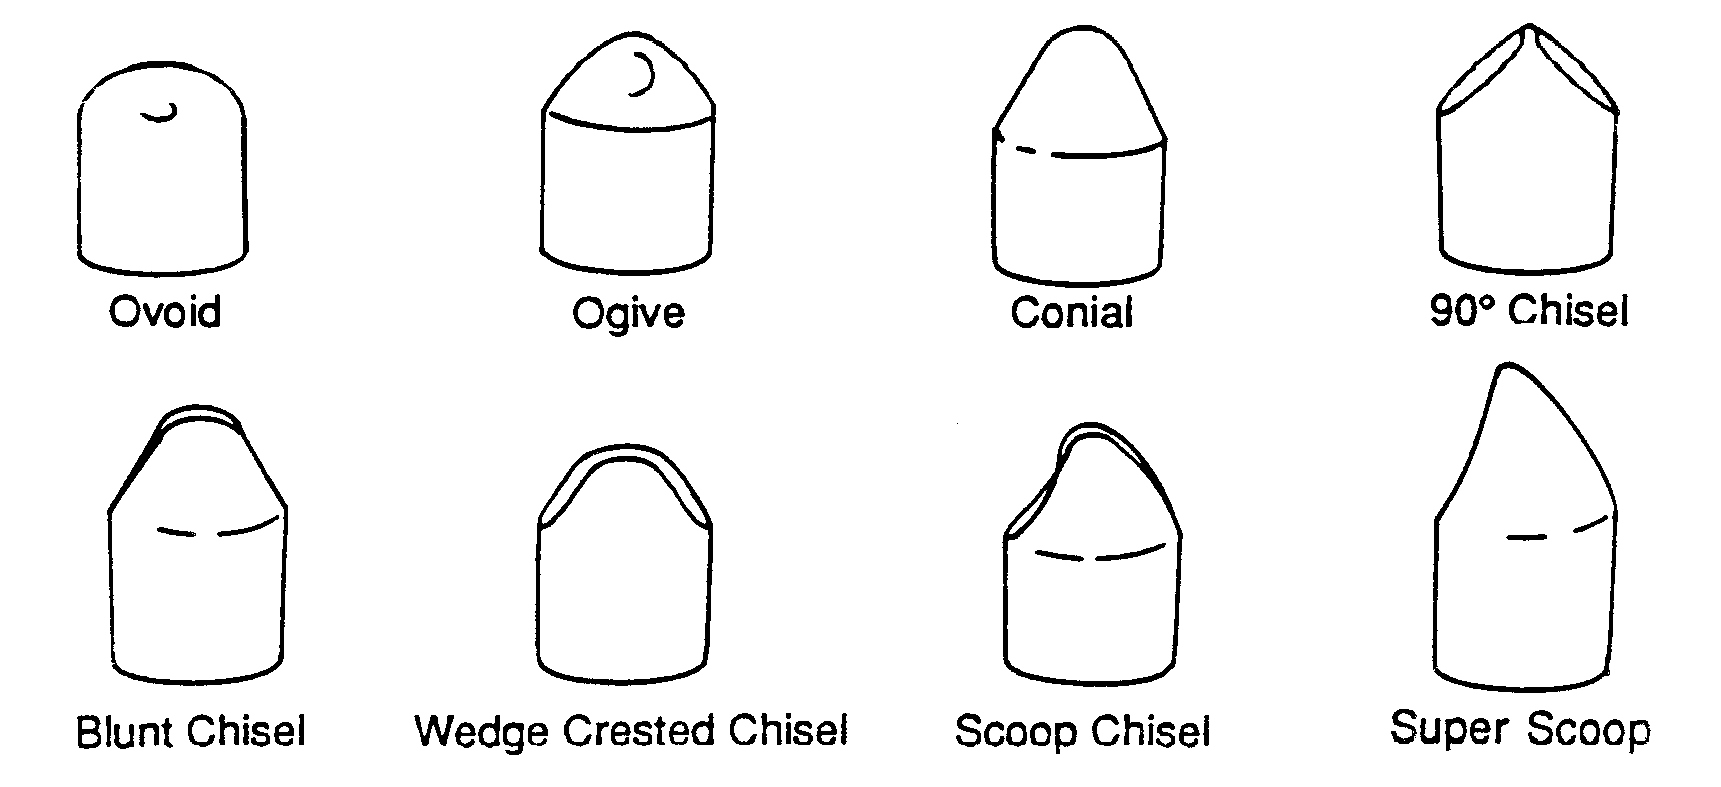 Ovoid Ogive Conial 90° Chisel
Blunt Chisel Wedge Crested Chisel Scoop Chisel Super Scoop